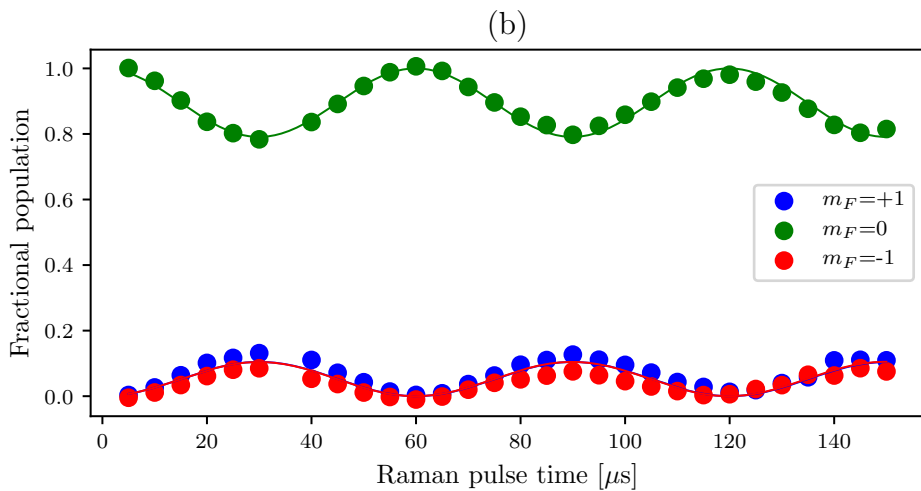 (b)
Fractional population
1.0
0.8
0.6
0.4
0.2
0.0
m_F=+1
m_F=0
m_F=-1
0 20 40 60 80 100 120 140
Raman pulse time [μs]